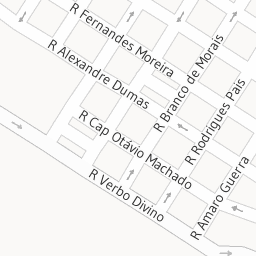 R Fernandes Moreira
R Alexandre Dumas
R Branco de Morais
R Cap Otávio Machado
R Rodrigues Pais
R Verbo Divino
R Amaro Guerra